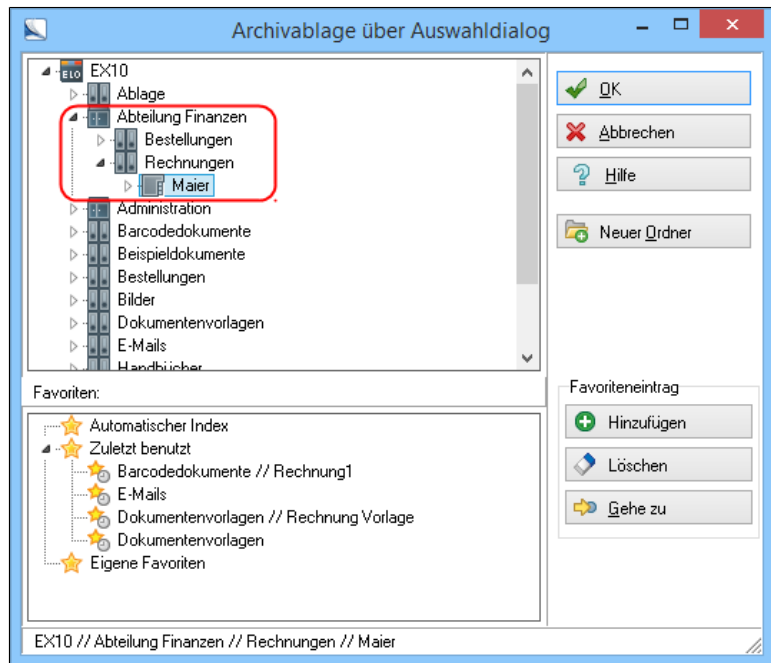 Archivablage über Auswahldialog
ELO EX10
Ablage
Abteilung Finanzen
Bestellungen
Rechnungen
Maier
Administration
Barcodedokumente
Beispieldokumente
Bestellungen
Bilder
Dokumentenvorlagen
E-Mails
Handbücher
OK
Abbrechen
Hilfe
Neuer Ordner
Favoriten:
Automatischer Index
Zuletzt benutzt
Barcodedokumente // Rechnung1
E-Mails
Dokumentenvorlagen // Rechnung Vorlage
Dokumentenvorlagen
Eigene Favoriten
Favoriteneintrag
Hinzufügen
Löschen
Gehe zu
EX10 // Abteilung Finanzen // Rechnungen // Maier